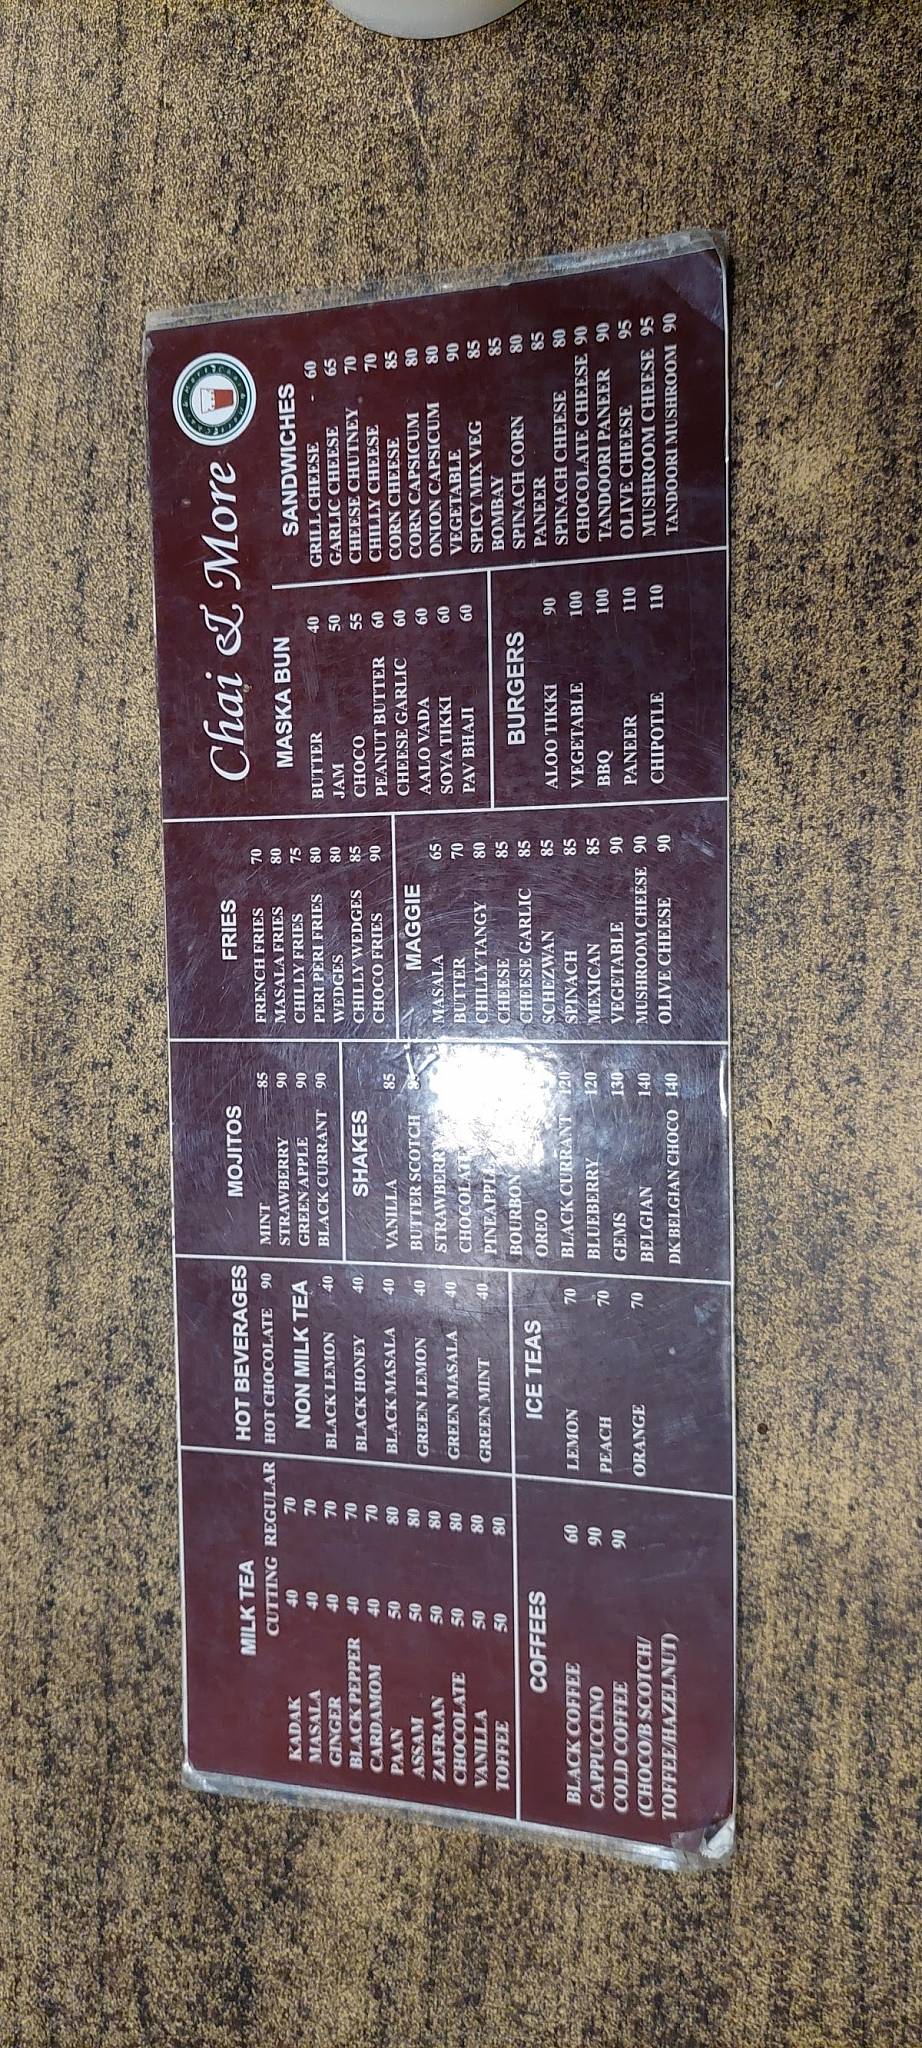 MILK TEA
CUTTING REGULAR
KADAK 40 70
MASALA 40 70
GINGER 40 70
BLACK PEPPER 40 70
CARDAMOM 40 70
PAAN 50 80
ASSAM 50 80
ZAFRAAN 50 80
CHOCOLATE 50 80
VANILLA 50 80
TOFFEE 50 80
COFFEES
BLACK COFFEE 60
CAPPUCCINO 90
COLD COFFEE 90
(CHOCO/B SCOTCH/
TOFFEE/HAZELNUT)
HOT BEVERAGES
HOT CHOCOLATE 90
NON MILK TEA
BLACK LEMON 40
BLACK HONEY 40
BLACK MASALA 40
GREEN LEMON 40
GREEN MASALA 40
GREEN MINT 40
ICE TEAS
LEMON 70
PEACH 70
ORANGE 70
MOJITOS
MINT 85
STRAWBERRY 90
GREEN APPLE 90
BLACK CURRANT 90
SHAKES
VANILLA 85
BUTTER SCOTCH
STRAWBERRY
CHOCOLATE
PINEAPPLE
BOURBON
OREO
BLACK CURRANT 120
BLUEBERRY 120
GEMS 130
BELGIAN 140
DK BELGIAN CHOCO 140
FRIES
FRENCH FRIES 70
MASALA FRIES 80
CHILLY FRIES 75
PERI PERI FRIES 80
WEDGES 80
CHILLY WEDGES 85
CHOCO FRIES 90
MAGGIE
MASALA 65
BUTTER 70
CHILLY TANGY 80
CHEESE 85
CHEESE GARLIC 85
SCHEZWAN 85
SPINACH 85
MEXICAN 85
VEGETABLE 90
MUSHROOM CHEESE 90
OLIVE CHEESE 90
Chai & More
MASKA BUN
BUTTER 40
JAM 50
CHOCO 55
PEANUT BUTTER 60
CHEESE GARLIC 60
AALO VADA 60
SOYA TIKKI 60
PAV BHAJI 60
BURGERS
ALOO TIKKI 90
VEGETABLE 100
BBQ 100
PANEER 110
CHIPOTLE 110
SANDWICHES
GRILL CHEESE 60
GARLIC CHEESE 65
CHEESE CHUTNEY 70
CHILLY CHEESE 70
CORN CHEESE 85
CORN CAPSICUM 80
ONION CAPSICUM 80
VEGETABLE 90
SPICY MIX VEG 85
BOMBAY 85
SPINACH CORN 80
PANEER 85
SPINACH CHEESE 80
CHOCOLATE CHEESE 90
TANDOORI PANEER 90
OLIVE CHEESE 95
MUSHROOM CHEESE 95
TANDOORI MUSHROOM 90